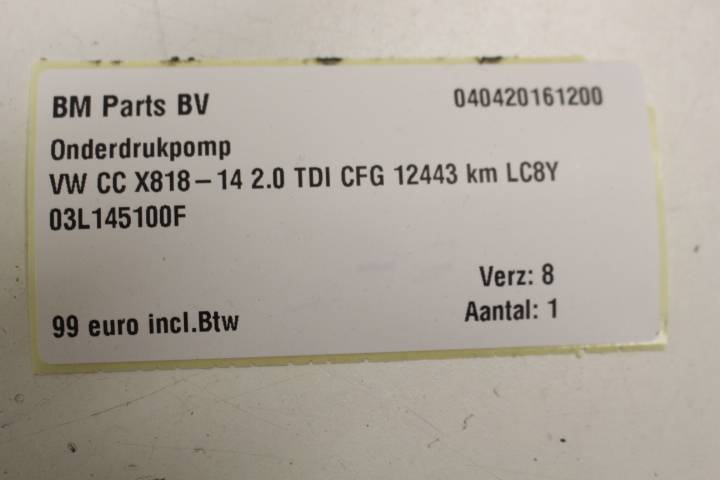 BM Parts BV 040420161200
Onderdrukpomp
VW CC X818-14 2.0 TDI CFG 12443 km LC8Y
03L145100F
Verz: 8
99 euro incl.Btw Aantal: 1